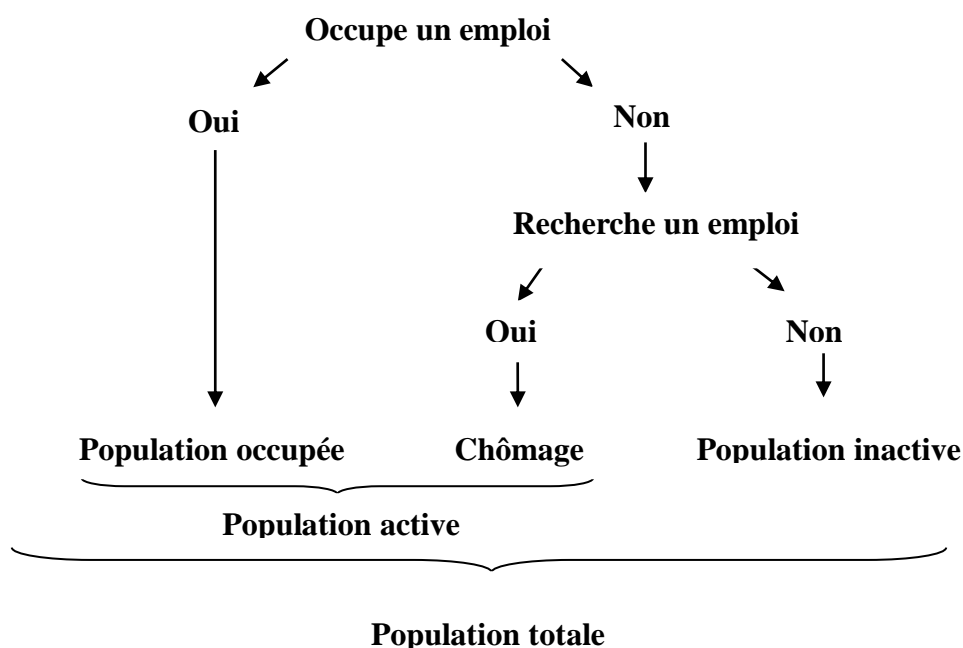 Occupe un emploi
Oui
Non
Recherche un emploi
Oui
Non
Population occupée
Chômage
Population inactive
Population active
Population totale